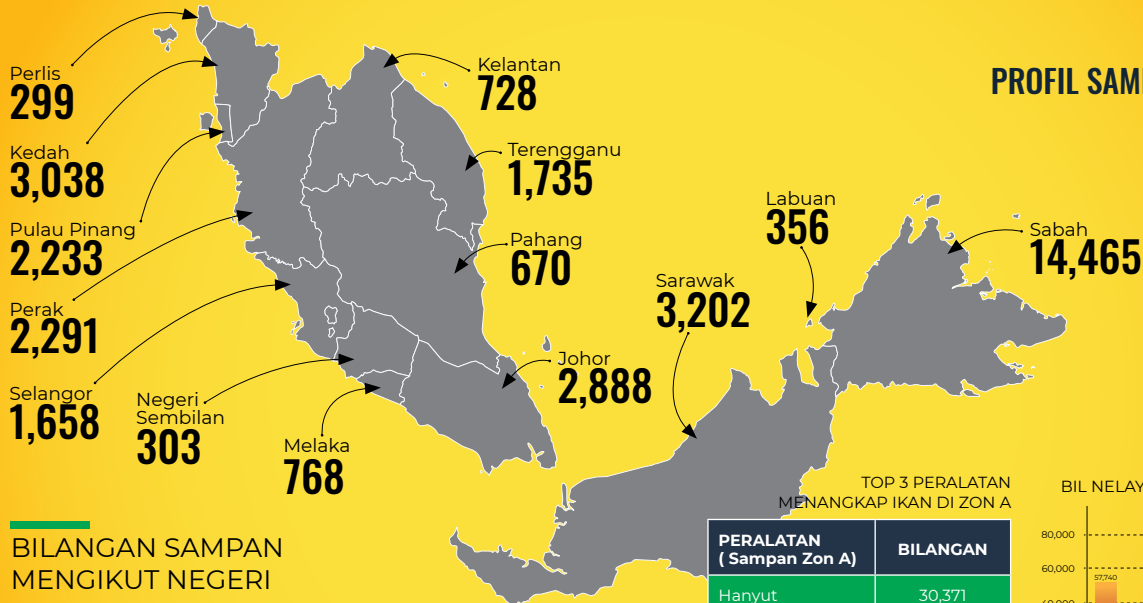 Perlis
299
Kedah
3,038
Pulau Pinang
2,233
Perak
2,291
Selangor
1,658
Negeri
Sembilan
303
Melaka
768
Kelantan
728
Terengganu
1,735
Pahang
670
Johor
2,888
Sarawak
3,202
Labuan
356
Sabah
14,465
PROFIL
BILANGAN SAMPAN
MENGIKUT NEGERI
TOP 3 PERALATAN
MENANGKAP IKAN DI ZON A
PERALATAN
( Sampan Zon A)
BILANGAN
Hanyut
30,371
BIL
80,000
60,000
57,740